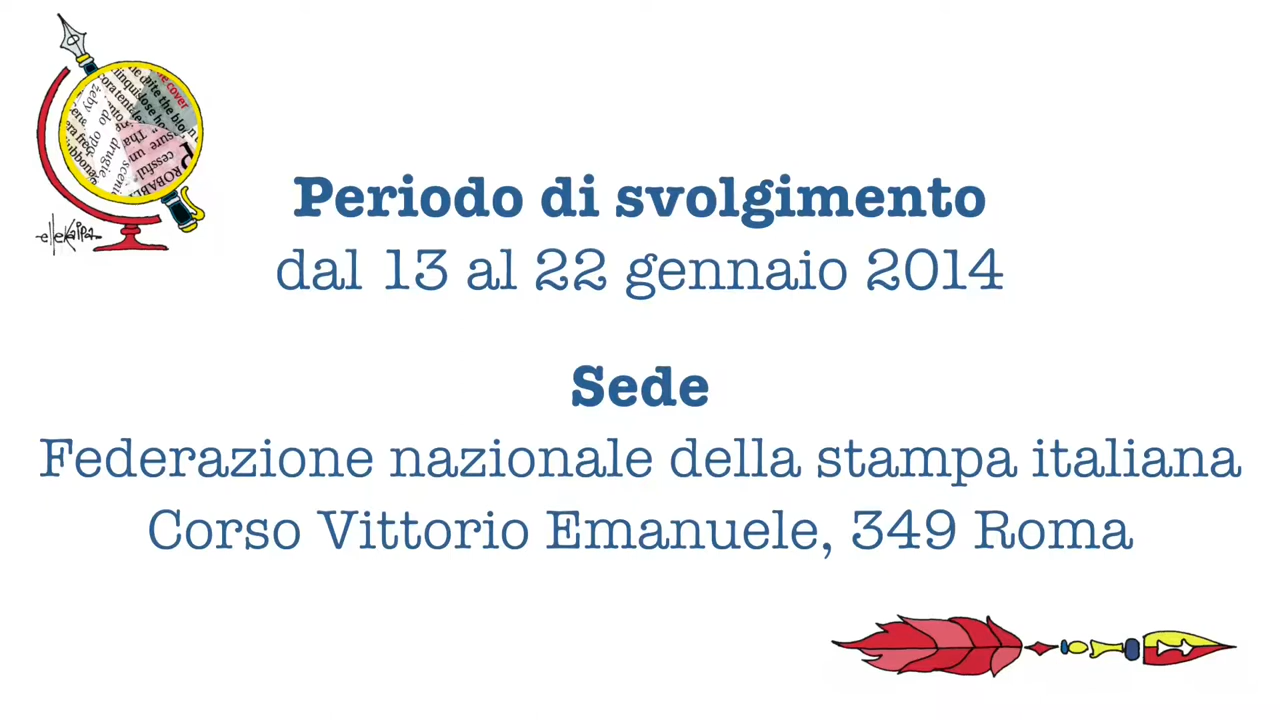 Periodo di svolgimento
dal 13 al 22 gennaio 2014
Sede
Federazione nazionale della stampa italiana
Corso Vittorio Emanuele, 349 Roma
elleKappa